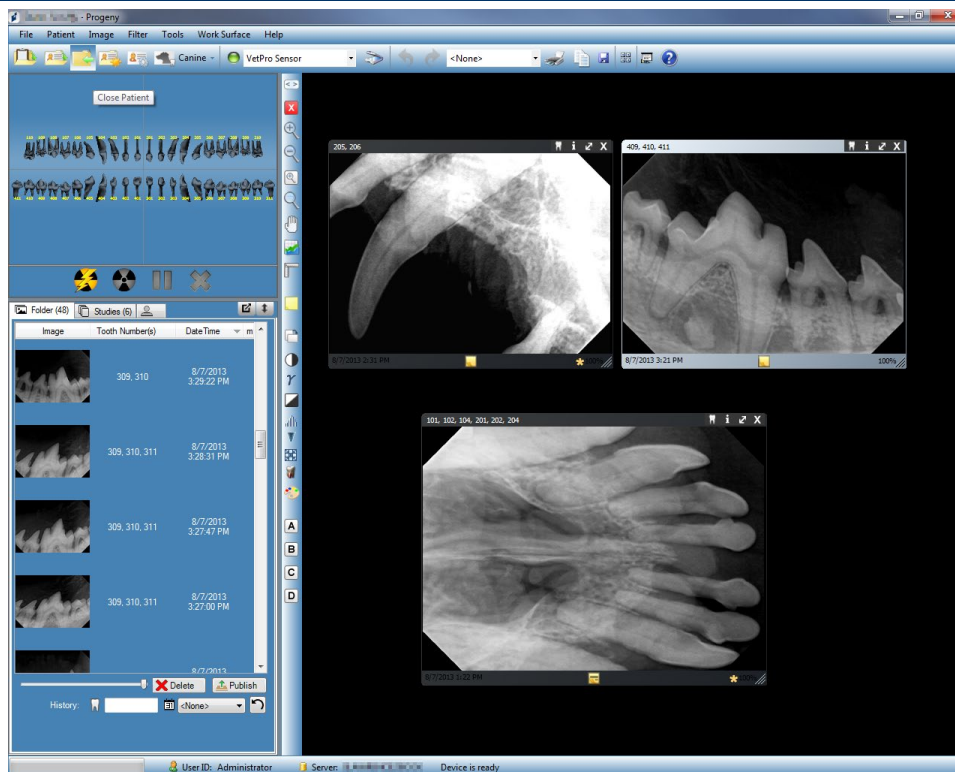 - Progeny
File Patient Image Filter Tools Work Surface Help
Canine VetPro Sensor <None>
Close Patient
205, 206
409, 410, 411
8/7/2013 2:31 PM 100%
8/7/2013 3:21 PM 100%
Folder (48) Studies (6)
Image Tooth Number(s) DateTime m
309, 310 8/7/2013
3:29:22 PM
309, 310, 311 8/7/2013
3:28:31 PM
309, 310, 311 8/7/2013
3:27:47 PM
309, 310, 311 8/7/2013
3:27:00 PM
8/7/2013
Delete Publish
History: 31 <None>
A
B
C
D
101, 102, 104, 201, 202, 204
8/7/2013 1:22 PM 100%
User ID: Administrator Server: Device is ready